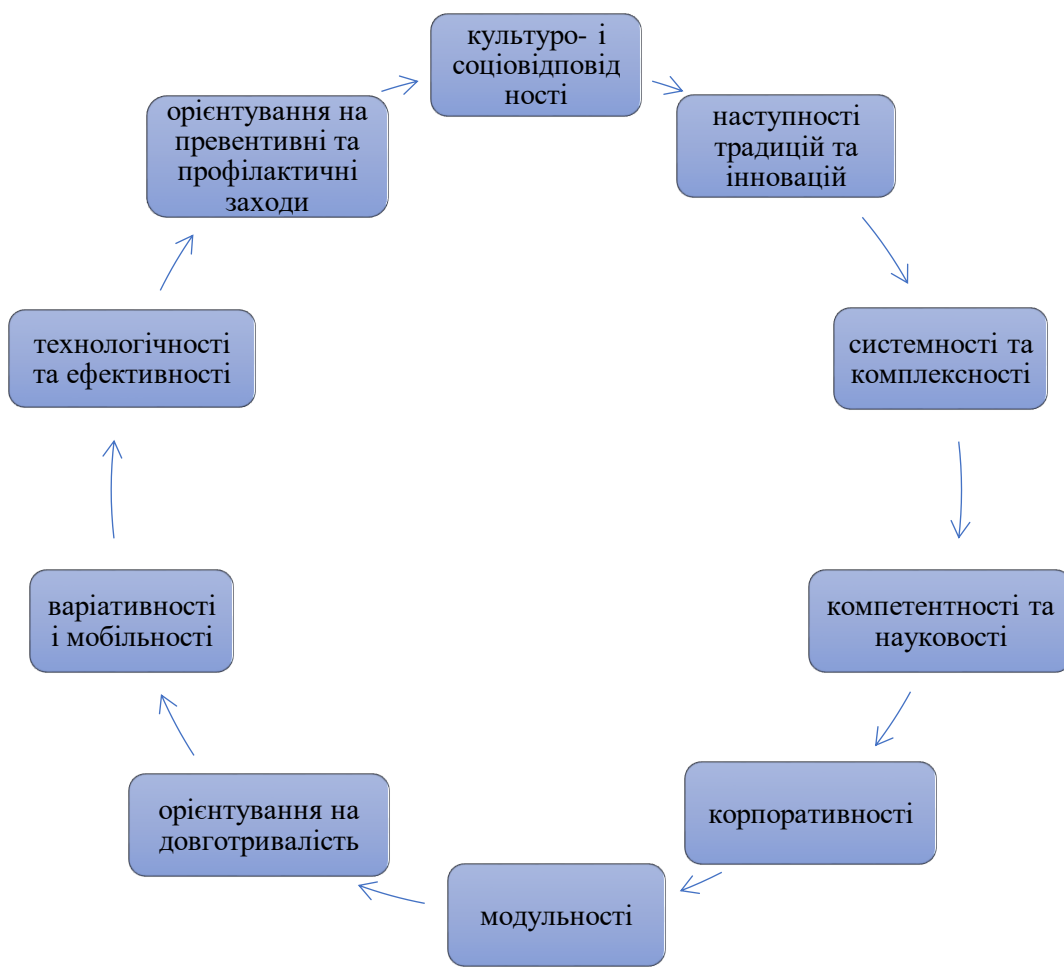 культуро- і
соціовідповід
ності
наступності
традицій та
інновацій
системності та
комплексності
компетентності та
науковості
корпоративності
модульності
орієнтування на
довготривалість
варіативності
і мобільності
технологічності
та ефективності
орієнтування на
превентивні та
профілактичні
заходи